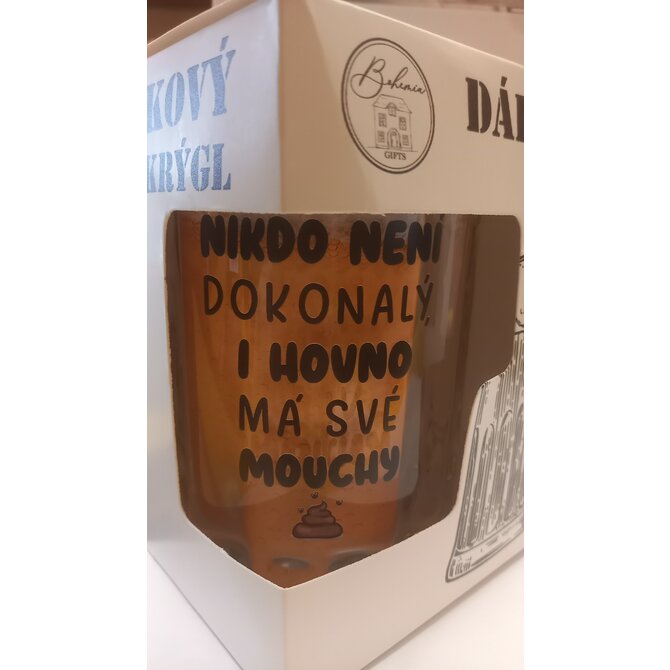 KOVÝ
KRÝGL
Bohemia
GIFTS
DÁ
NIKDO NENÍ
DOKONALÝ,
I HOVNO
MÁ SVÉ
MOUCHY